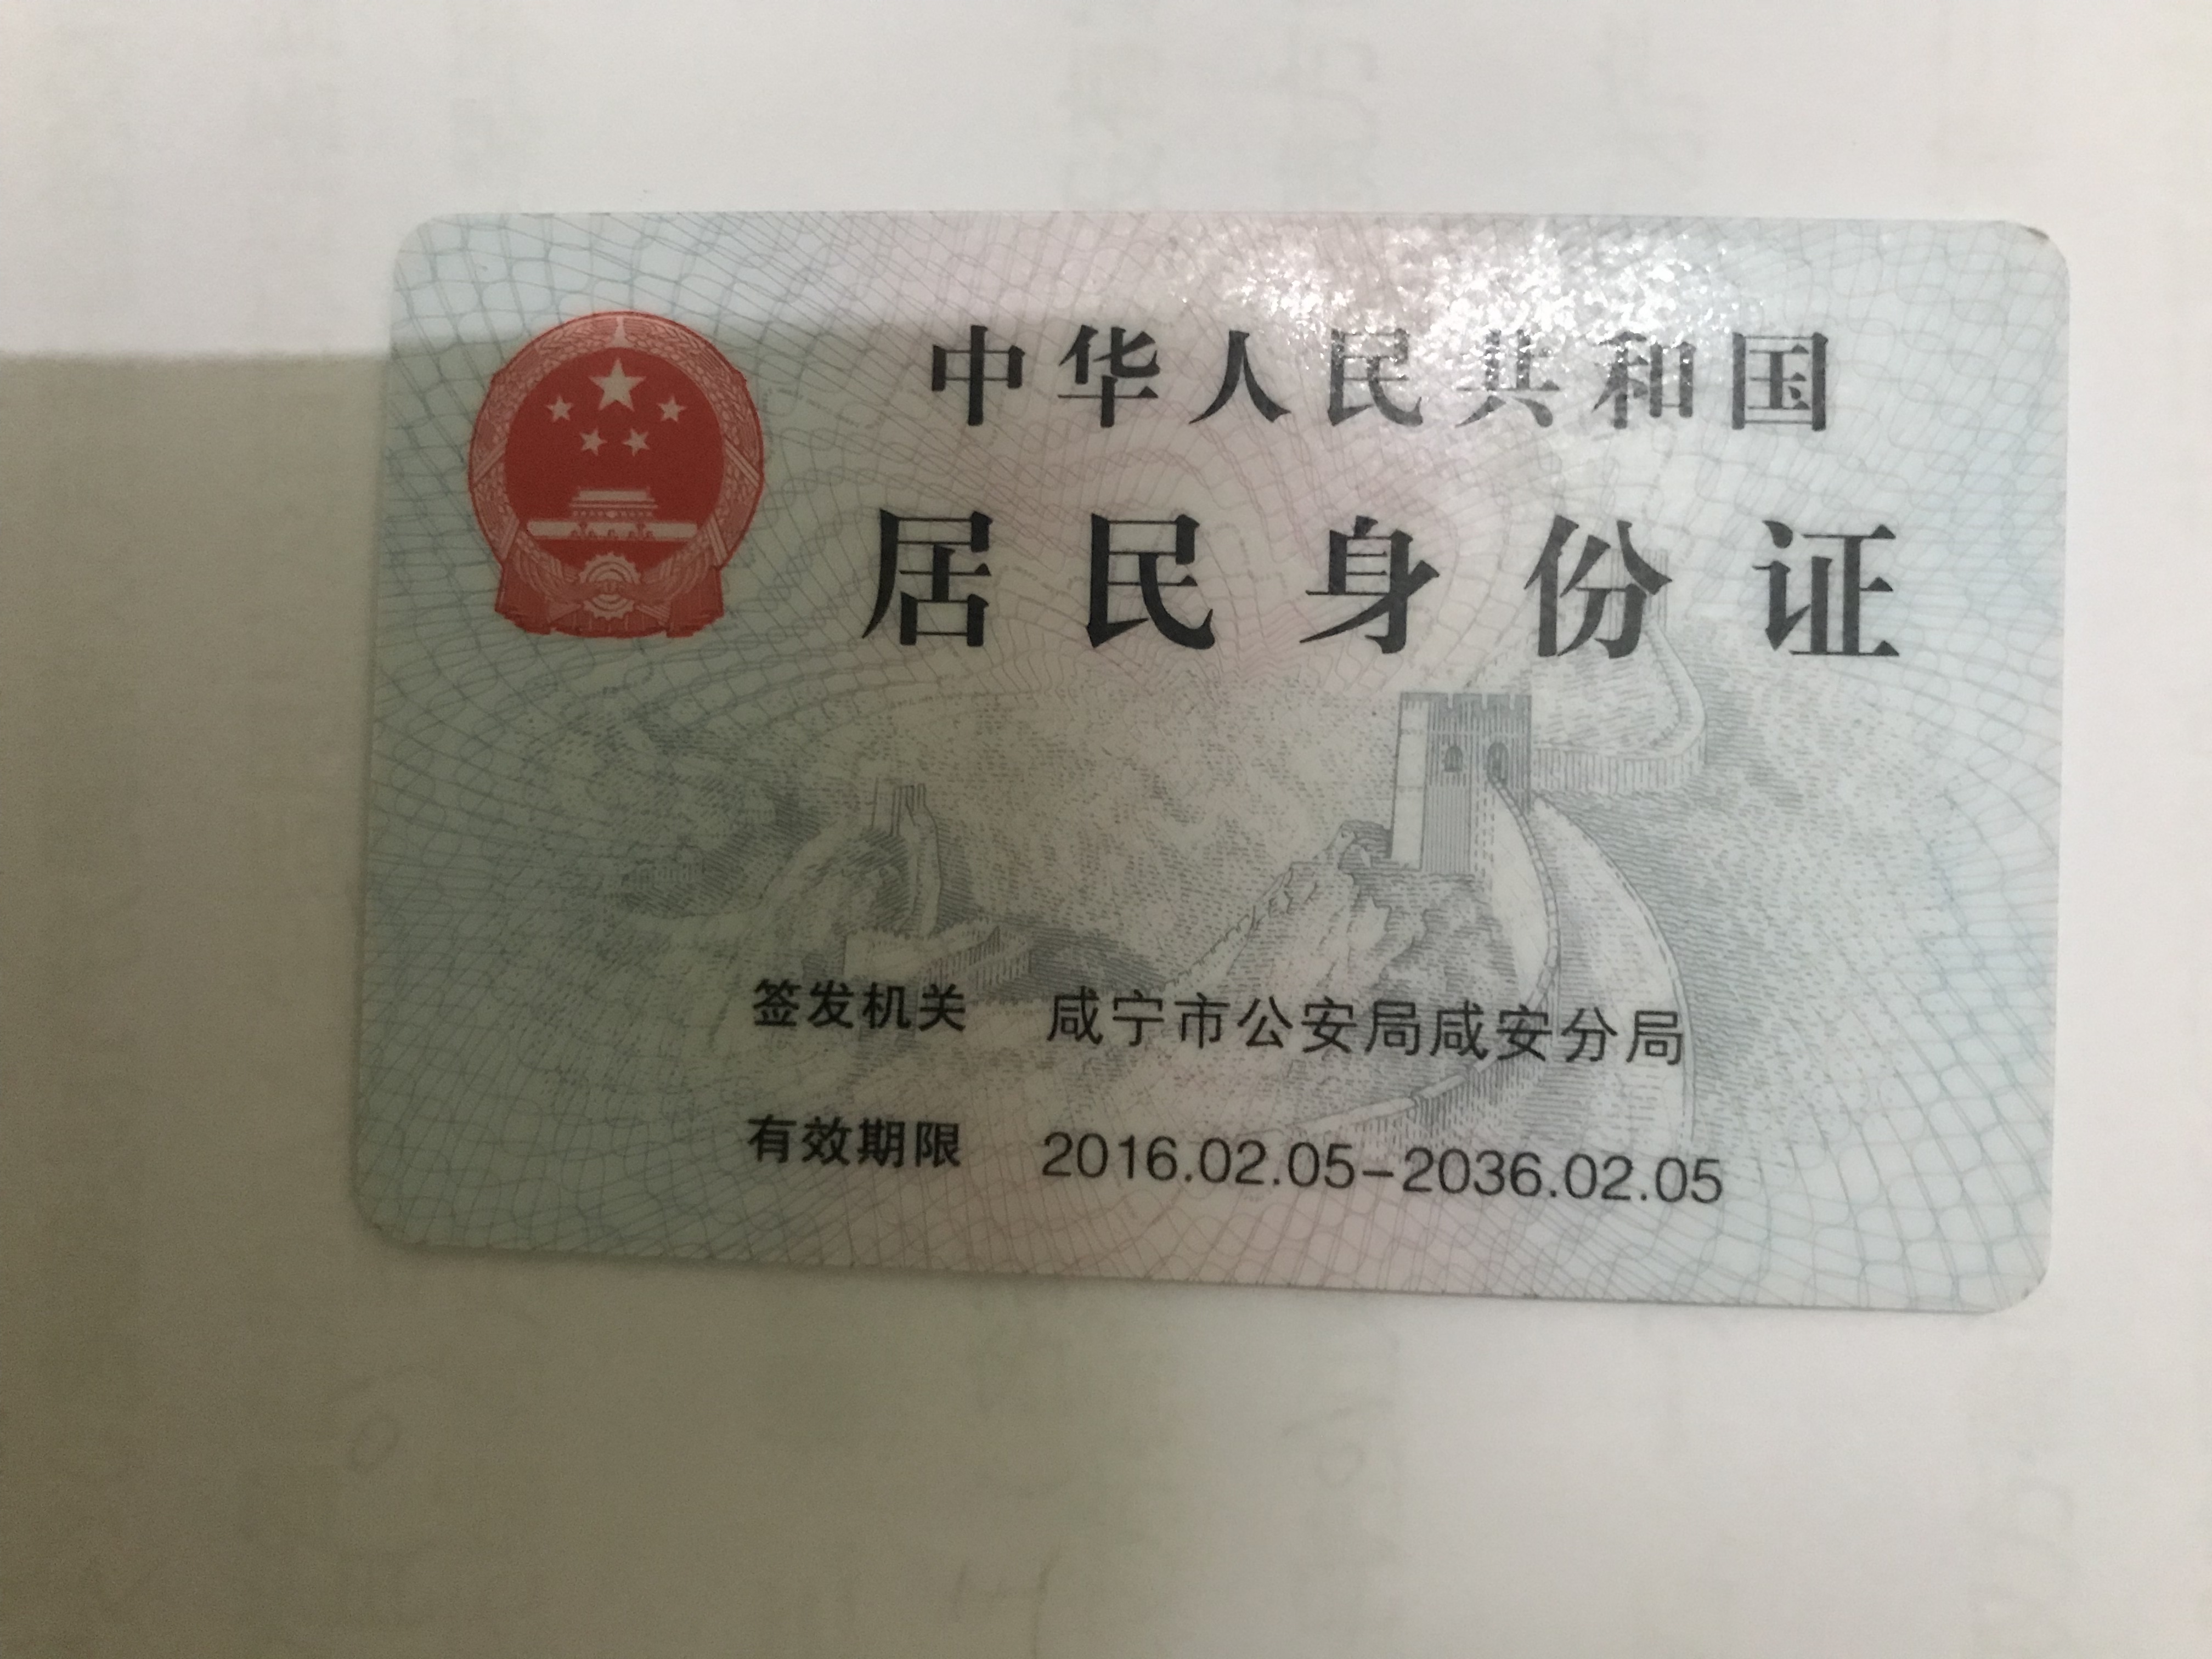 中华人民共和国
居民身份证
签发机关 咸宁市公安局咸安分局
有效期限 2016.02.05-2036.02.05